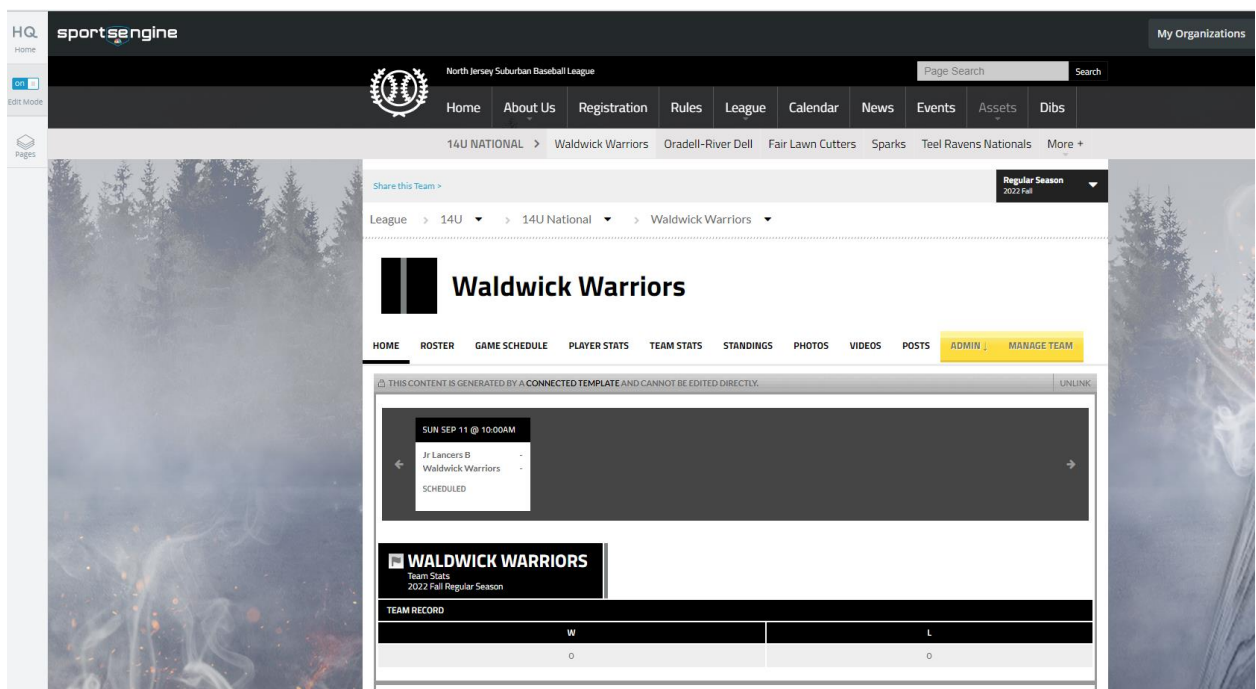 HQ
Home
sportsengine
My Organizations
on
Edit Mode
Pages
North Jersey Suburban Baseball League
Page Search
Search
Home About Us Registration Rules League Calendar News Events Assets Dibs
14U NATIONAL > Waldwick Warriors Oradell-River Dell Fair Lawn Cutters Sparks Teel Ravens Nationals More +
Share this Team >
Regular Season
2022 Fall
League > 14U > 14U National > Waldwick Warriors
Waldwick Warriors
HOME ROSTER GAME SCHEDULE PLAYER STATS TEAM STATS STANDINGS PHOTOS VIDEOS POSTS ADMIN ↓ MANAGE TEAM
THIS CONTENT IS GENERATED BY A CONNECTED TEMPLATE AND CANNOT BE EDITED DIRECTLY. UNLINK
SUN SEP 11 @ 10:00AM
Jr Lancers B -
Waldwick Warriors -
SCHEDULED
WALDWICK WARRIORS
Team Stats
2022 Fall Regular Season
TEAM RECORD
W L
0 0